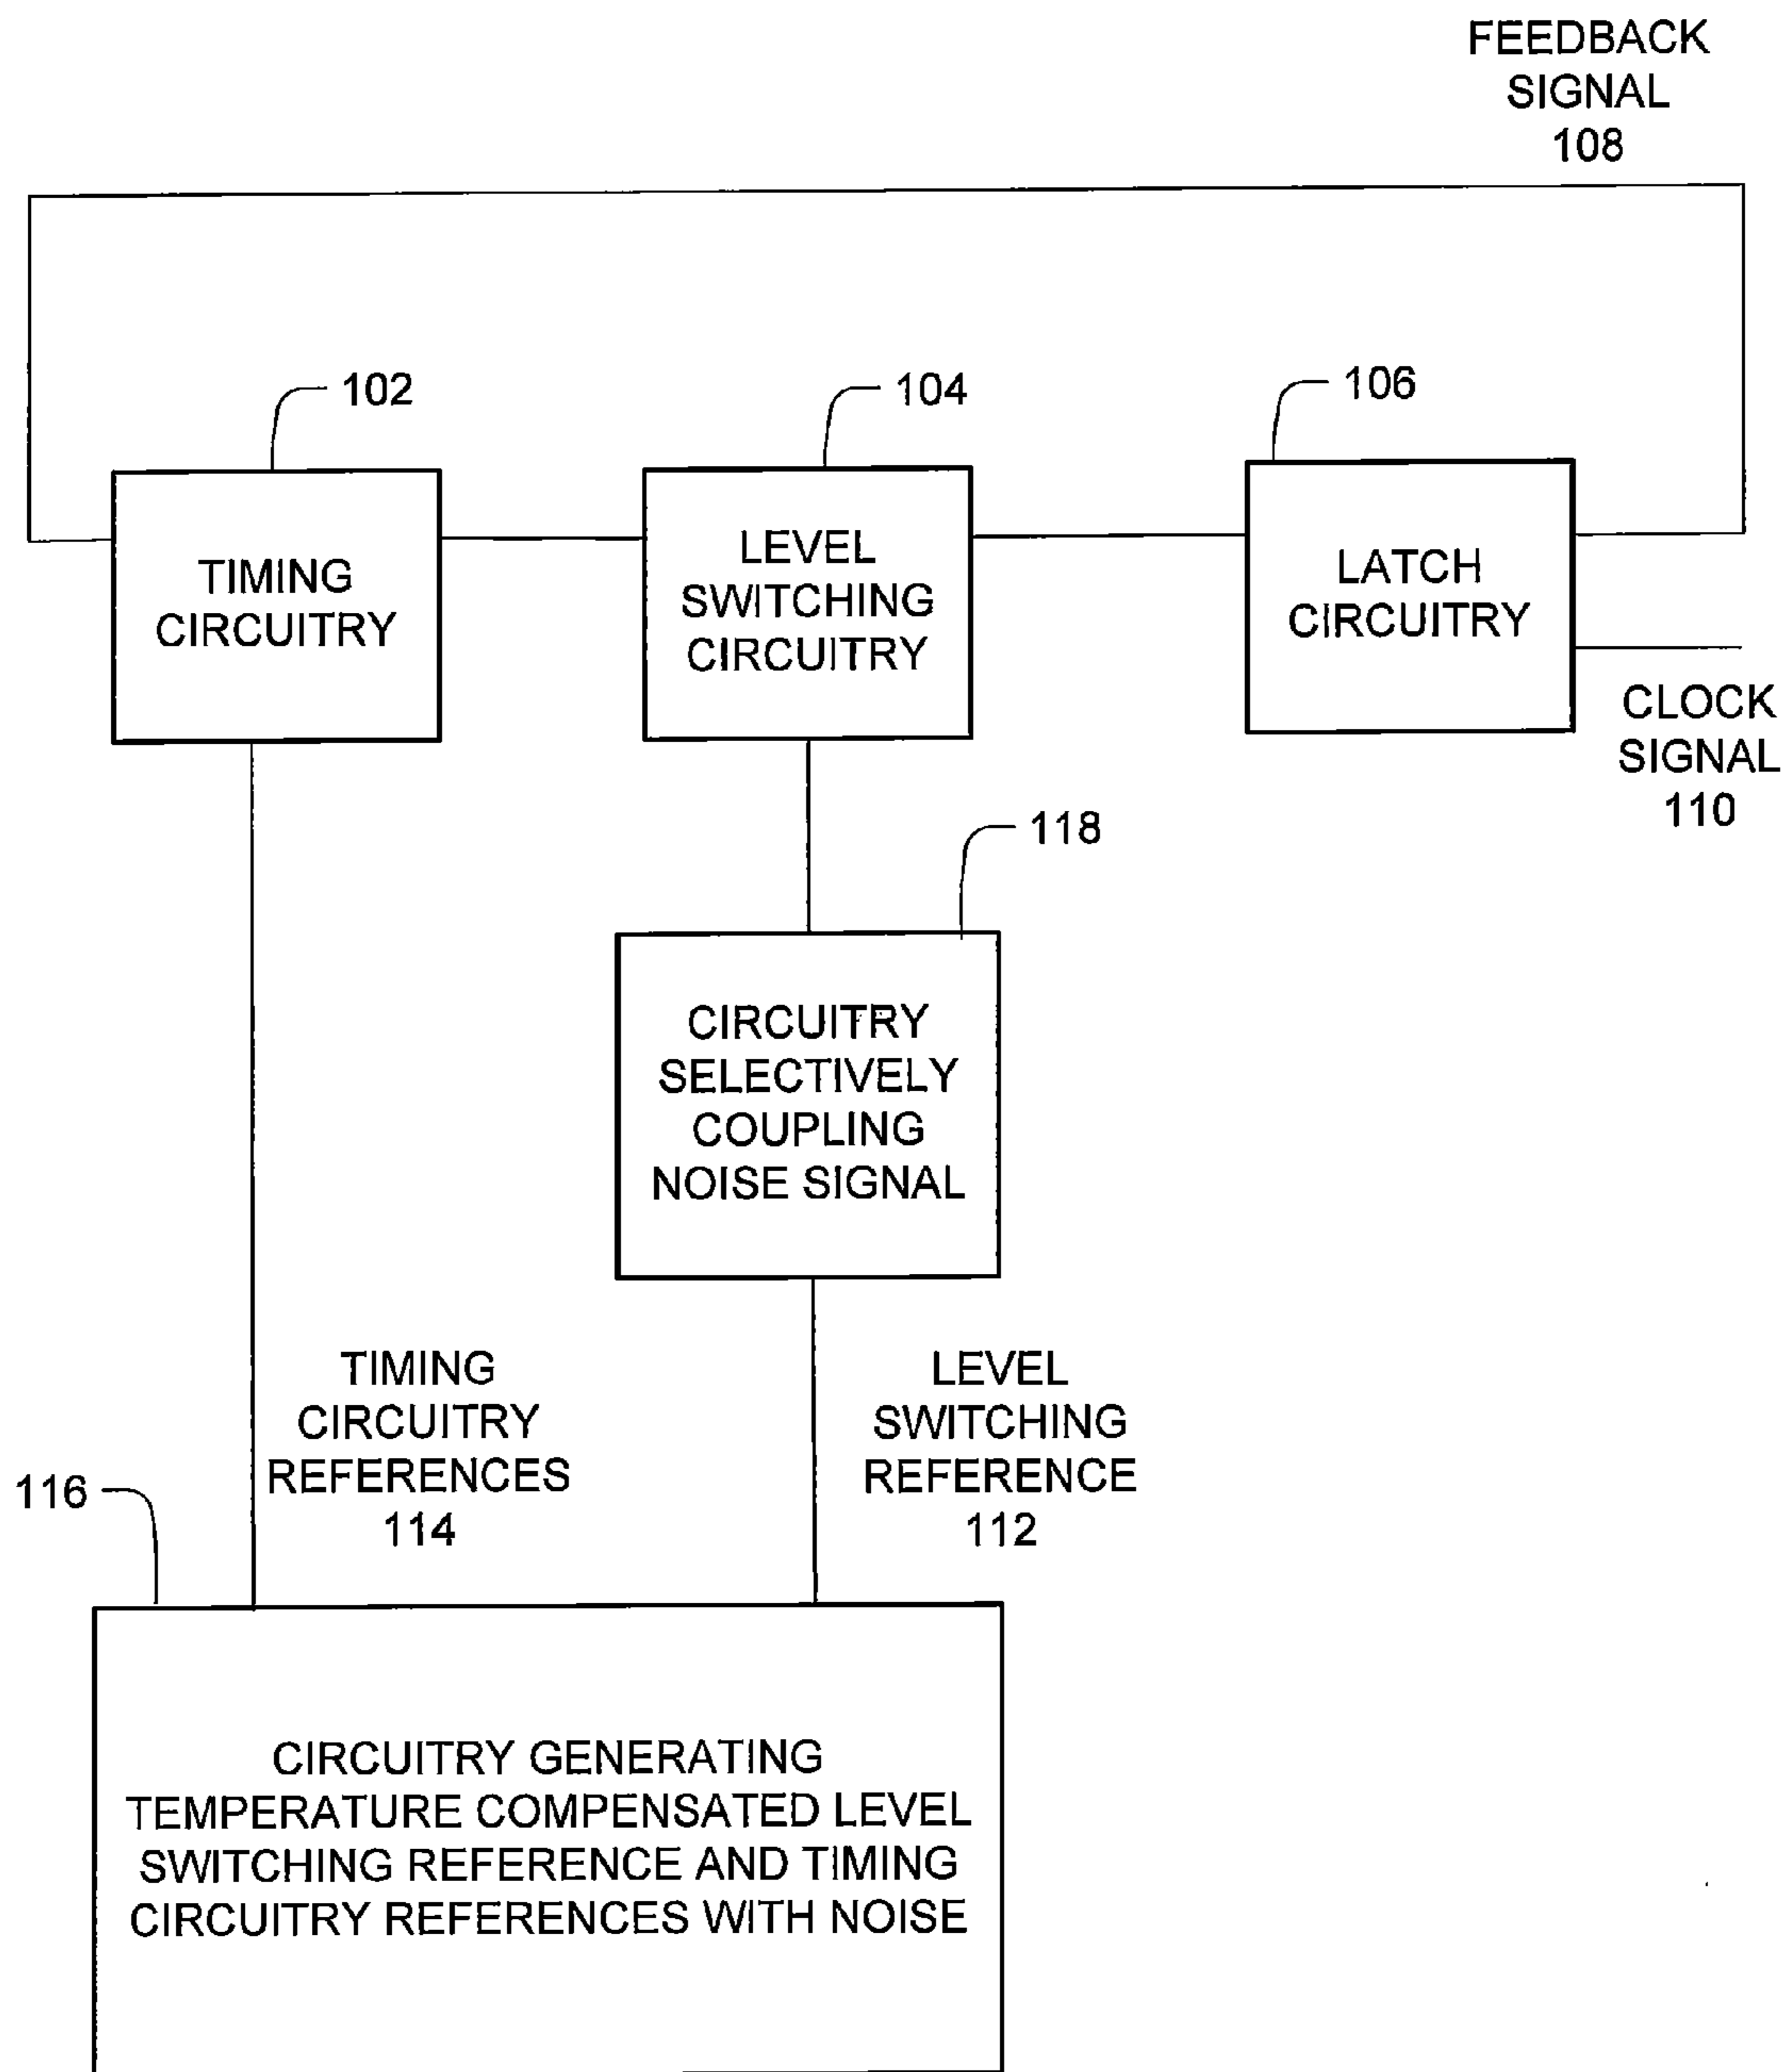 FEEDBACK
SIGNAL
108
102
104
106
TIMING
CIRCUITRY
LEVEL
SWITCHING
CIRCUITRY
LATCH
CIRCUITRY
CLOCK
SIGNAL
110
118
CIRCUITRY
SELECTIVELY
COUPLING
NOISE SIGNAL
TIMING
CIRCUITRY
REFERENCES
114
LEVEL
SWITCHING
REFERENCE
112
116
CIRCUITRY GENERATING
TEMPERATURE COMPENSATED LEVEL
SWITCHING REFERENCE AND TIMING
CIRCUITRY REFERENCES WITH NOISE